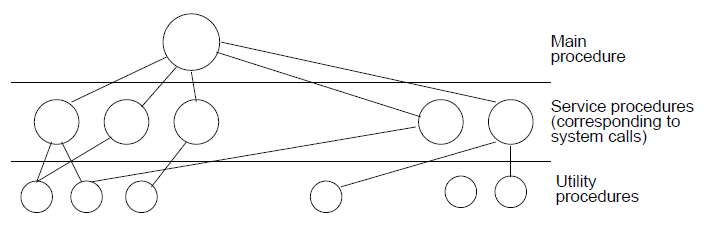 Main
procedure
Service procedures
(corresponding to
system calls)
Utility
procedures